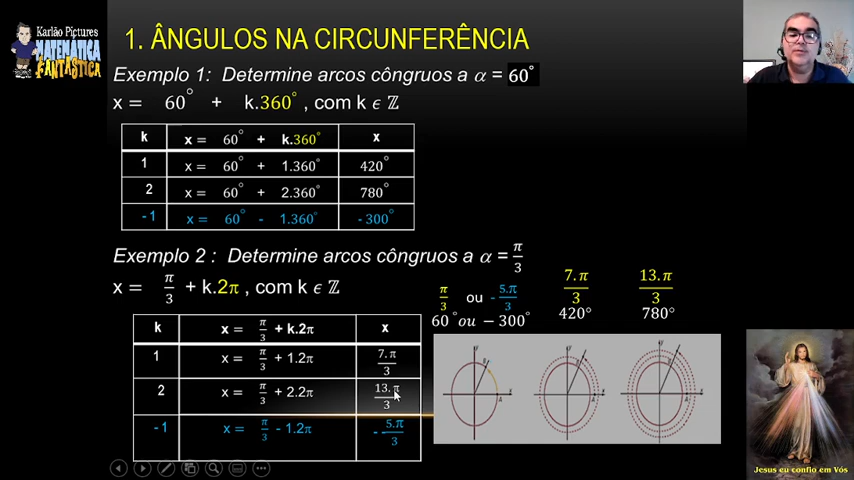 Karlão Pictures
MATEMÁTICA
FANTÁSTICA
1. ÂNGULOS NA CIRCUNFERÊNCIA
Exemplo 1: Determine arcos côngruos a α = 60°
x = 60° + k.360° , com k ϵ ℤ
k x = 60° + k.360° x
1 x = 60° + 1.360° 420°
2 x = 60° + 2.360° 780°
-1 x = 60° - 1.360° -300°
Exemplo 2 : Determine arcos côngruos a α = π/3
x = π/3 + k.2π , com k ϵ ℤ
π/3 ou -5.π/3 7.π/3 13.π/3
60° ou −300° 420° 780°
k x = π/3 + k.2π x
1 x = π/3 + 1.2π 7.π/3
2 x = π/3 + 2.2π 13.π/3
-1 x = π/3 - 1.2π --5.π/3
Jesus eu confio em Vós